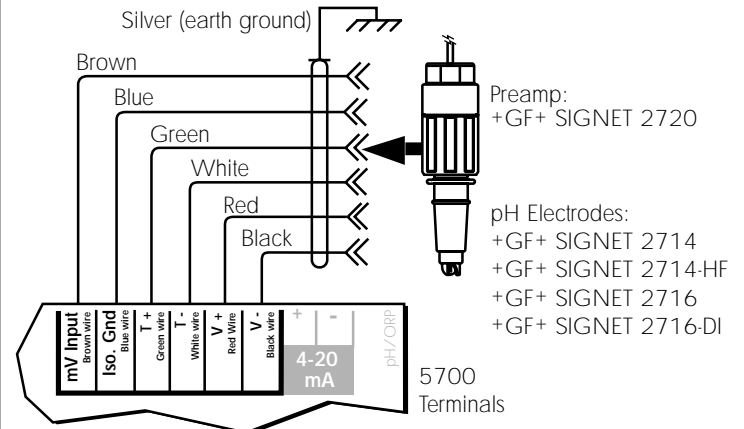 Silver (earth ground)
Brown
Blue
Green
White
Red
Black
Preamp:
+GF+ SIGNET 2720
pH Electrodes:
+GF+ SIGNET 2714
+GF+ SIGNET 2714-HF
+GF+ SIGNET 2716
+GF+ SIGNET 2716-DI
mV Input
Brown wire
Iso. Gnd
Blue wire
T +
Green wire
T -
White wire
V +
Red Wire
V -
Black wire
+ -
4-20
mA
pH/ORP
5700
Terminals